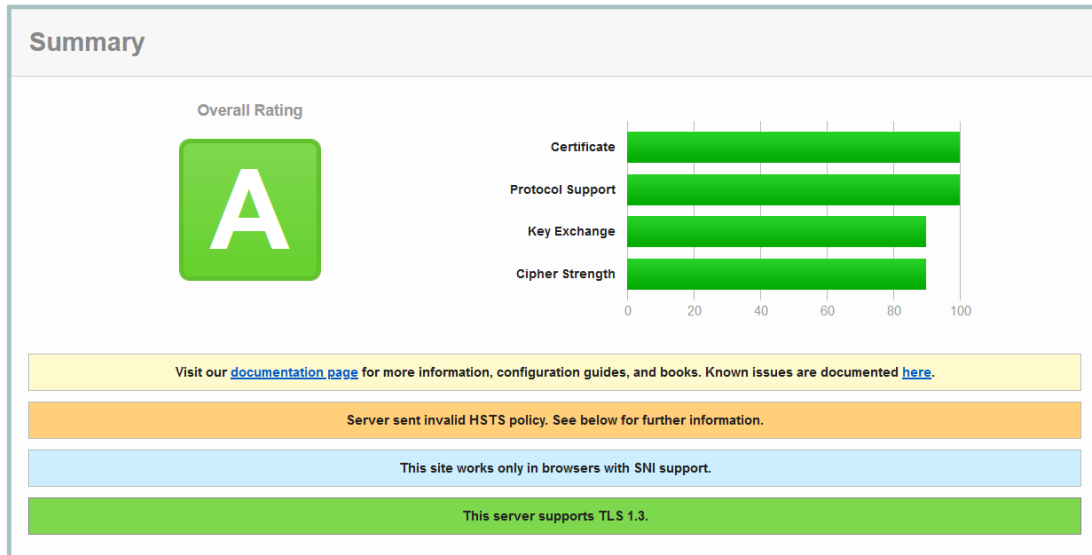 Summary
Overall Rating
A
Certificate
Protocol Support
Key Exchange
Cipher Strength
0 20 40 60 80 100
Visit our documentation page for more information, configuration guides, and books. Known issues are documented here.
Server sent invalid HSTS policy. See below for further information.
This site works only in browsers with SNI support.
This server supports TLS 1.3.